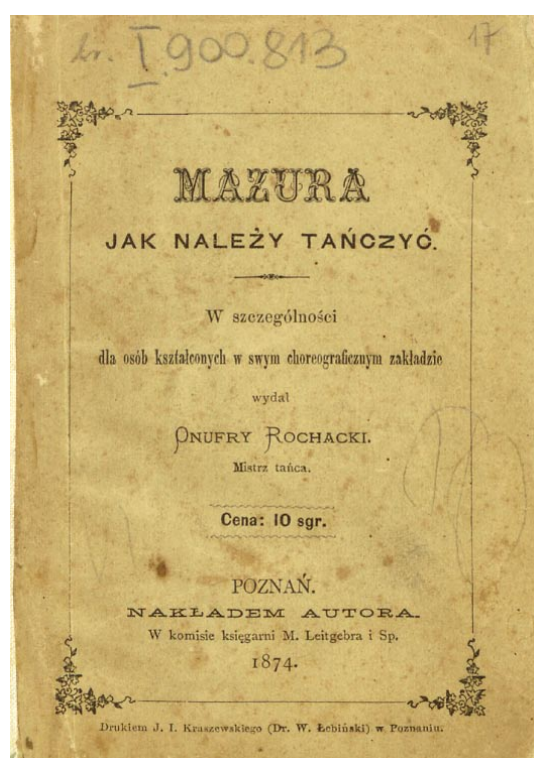 I.900.813
17
MAZURA
JAK NALEŻY TAŃCZYĆ.
W szczególności
dla osób kształconych w swym choreograficznym zakładzie
wydał
ONUFRY ROCHACKI.
Mistrz tańca.
Cena: 10 sgr.
POZNAŃ.
NAKŁADEM AUTORA.
W komisie księgarni M. Leitgebra i Sp.
1874.
Drukiem J. I. Kraszewskiego (Dr. W. Łebiński) w Poznaniu.